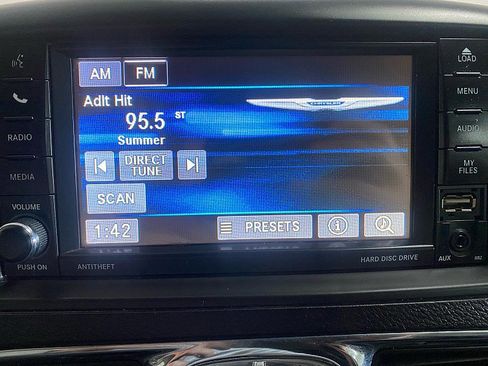 AM FM
LOAD
Adlt Hit
MENU
95.5 ST
CHRYSLER
Summer
RADIO
AUDIO
DIRECT
TUNE
MEDIA
MY
FILES
SCAN
VOLUME
1:42
PRESETS
PUSH ON
ANTITHEFT
HARD DISC DRIVE
AUX